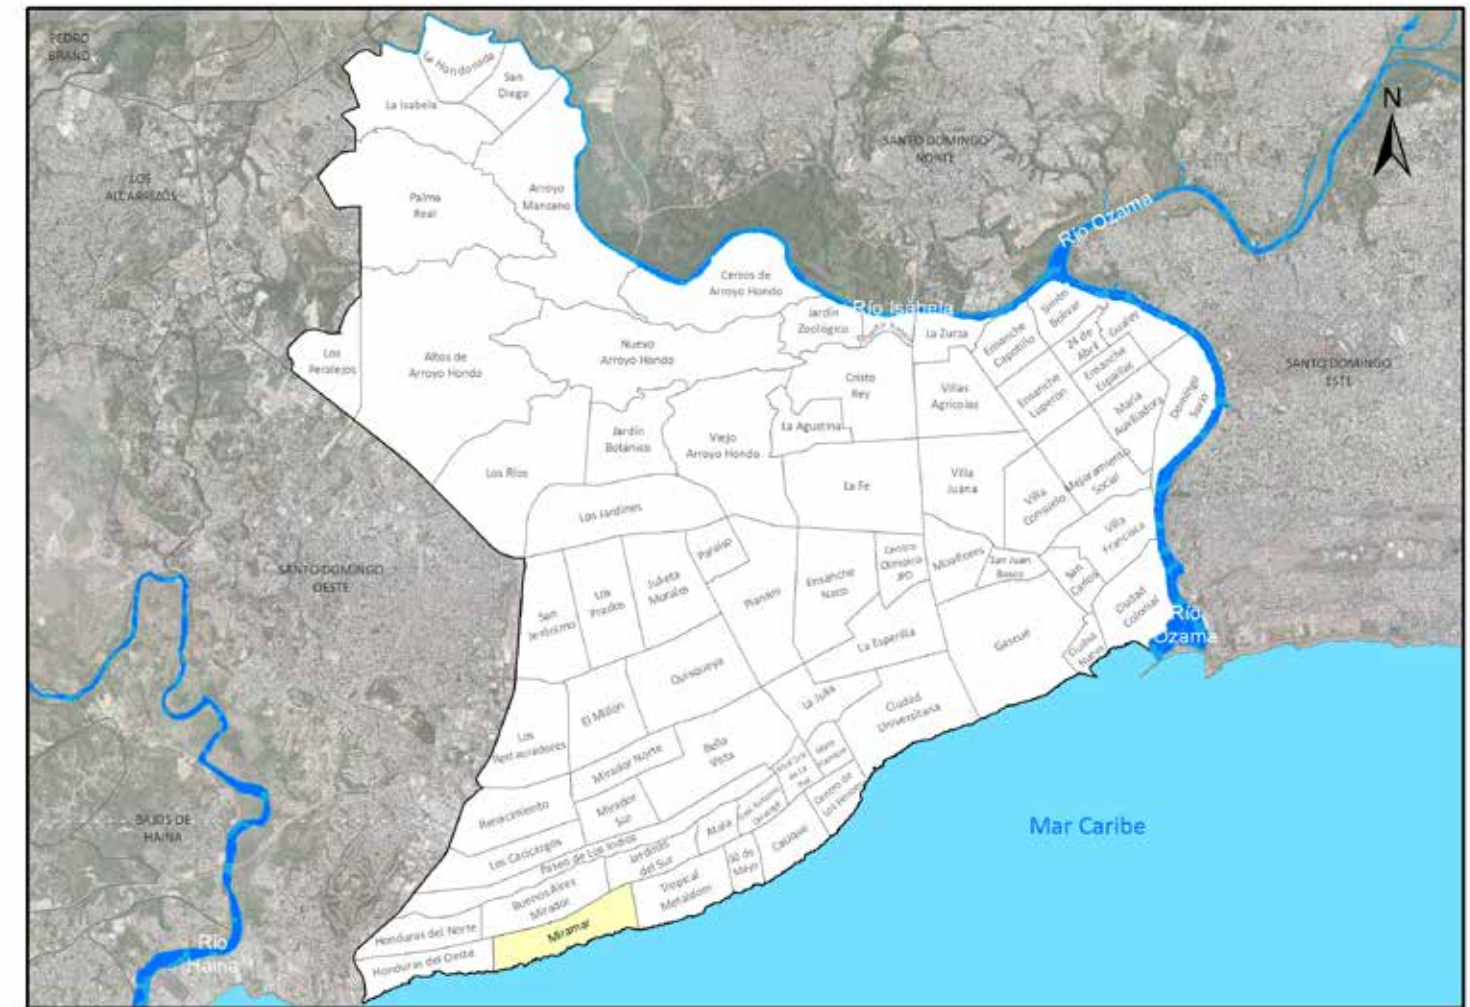 PEDRO
BRAND
La Hondonada
San
Diego
La Isabela
N
SANTO DOMINGO
NORTE
LOS
ALCARRIZOS
Palma
Real
Arroyo
Manzano
Río Ozama
Cerros de
Arroyo Hondo
Río Isabela
Jardín
Zoológico
La Zurza
Ensanche
Capotillo
Simón
Bolívar
24 de
Abril
Gualey
Los
Peralejos
Altos de
Arroyo Hondo
Nuevo
Arroyo Hondo
Cristo
Rey
Villas
Agrícolas
Ensanche
Luperón
Ensanche
Espaillat
María
Auxiliadora
Domingo
Savio
SANTO DOMINGO
ESTE
La Agustina
Jardín
Botánico
Viejo
Arroyo Hondo
Los Ríos
La Fe
Villa
Juana
Villa
Consuelo
Mejoramiento
Social
Los Jardines
Villa
Francisca
SANTO DOMINGO
OESTE
San
Jerónimo
Los
Prados
Julieta
Morales
Paraíso
Piantini
Ensanche
Naco
Centro
Olímpico
JPD
Miraflores
San Juan
Bosco
San
Carlos
Ciudad
Colonial
Río
Ozama
La Esperilla
Gascue
Ciudad
Nueva
Quisqueya
El Millón
La Julia
Ciudad
Universitaria
Los
Restauradores
Mirador Norte
Bella
Vista
Renacimiento
Mirador
Sur
Centro de
Los Héroes
BAJOS DE
HAINA
Los Cacicazgos
Paseo de Los Indios
Atala
Cacique
Mar Caribe
Jardines
del Sur
30 de
Mayo
Tropical
Metaldom
Buenos Aires
Mirador
Miramar
Honduras del Norte
Honduras del Oeste
Río
Haina